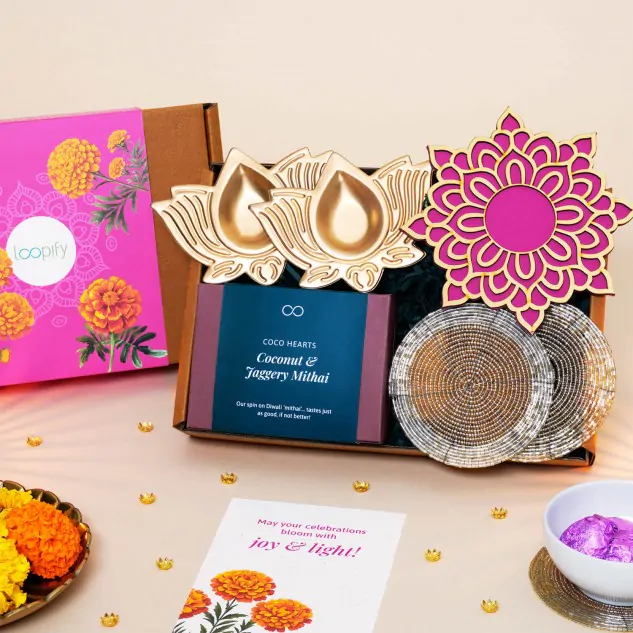 Loopify
COCO HEARTS
Coconut &
Jaggery Mithai
Our spin on Diwali 'mithai'... tastes just
as good, if not better!
May your celebrations
bloom with
joy & light!